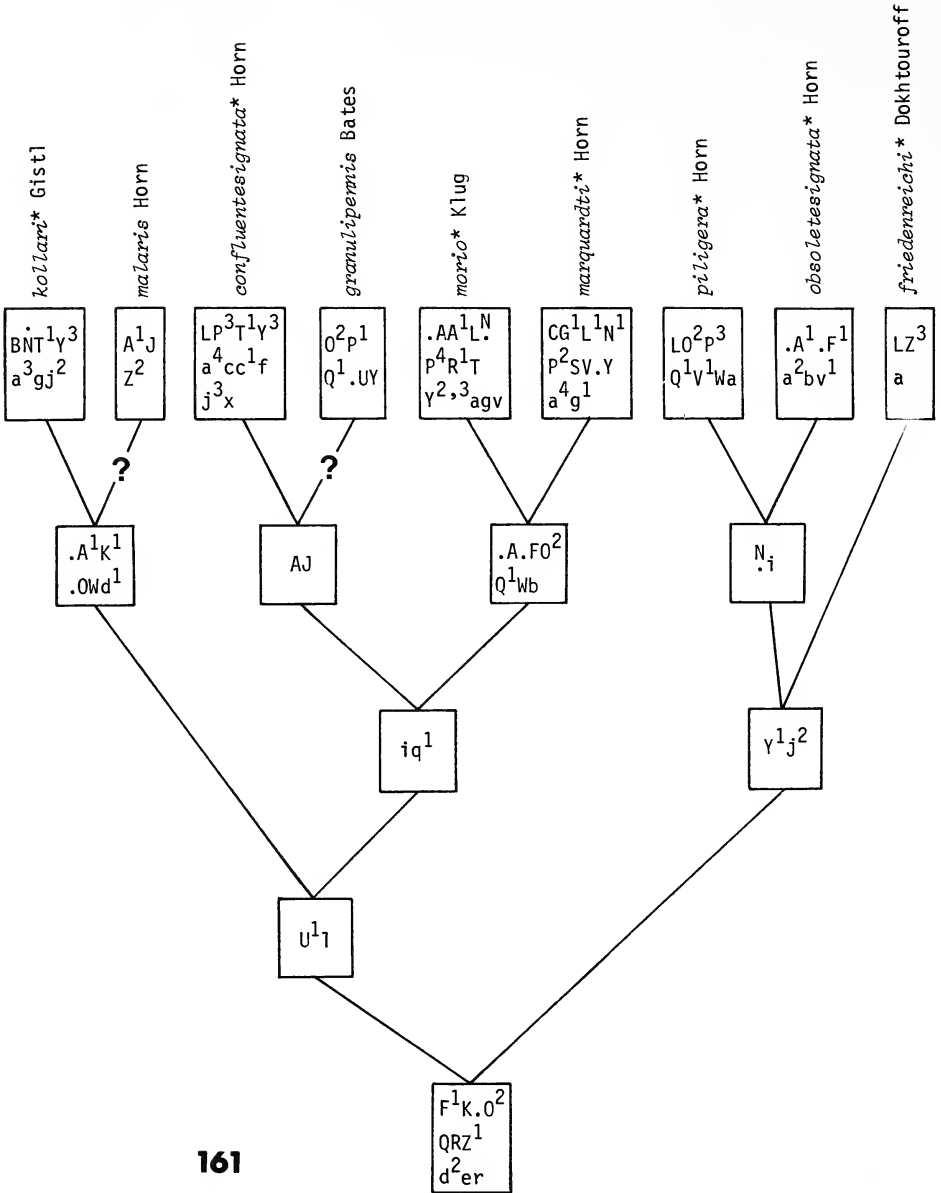 kollari* Gistl
malaris Horn
confluentesignata* Horn
granulipennis Bates
morio* Klug
marquardti* Horn
piligera* Horn
obsoletesignata* Horn
friedenreichi* Dokhtouroff
BṄT¹Y³
a³gj²
A¹J
Z²
LP³T¹Y³
a⁴cc¹f
j³x
O²P¹
Q¹.UY
.AA¹L.ᴺ
P⁴R¹T
Y²,³agv
CG¹L¹N¹
P²SV.Y
a⁴g¹
LO²P³
Q¹V¹Wa
.A¹.F¹
a²bv¹
LZ³
a
?
?
.A¹K¹
.OWd¹
AJ
.A.FO²
Q¹Wb
N
.i
iq¹
Y¹j²
U¹l
F¹K.O²
QRZ¹
d²er
161